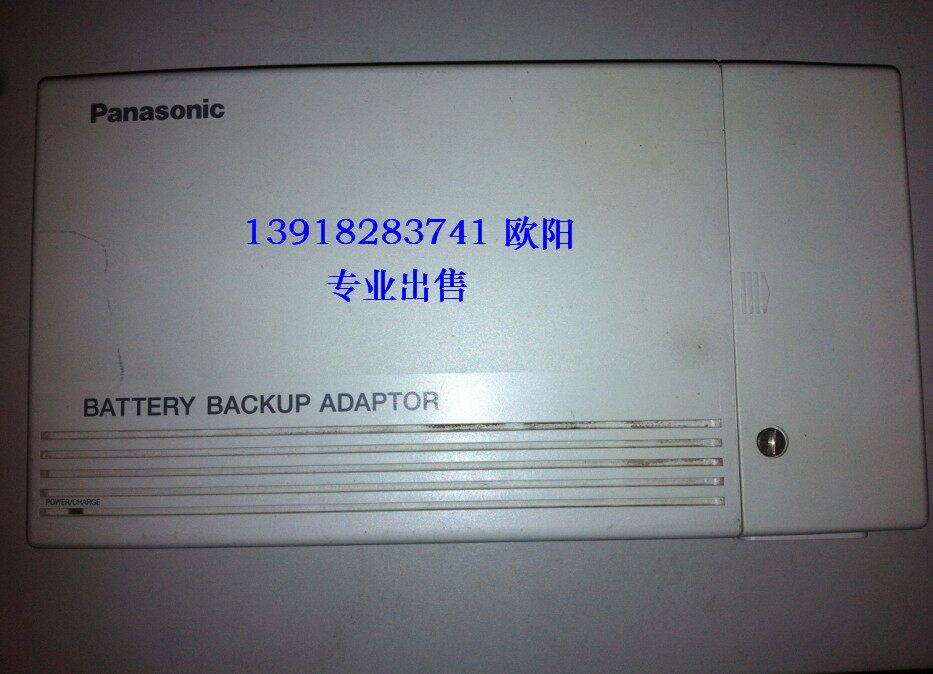 Panasonic
13918283741 欧阳
专业出售
BATTERY BACKUP ADAPTOR
POWER/CHARGE